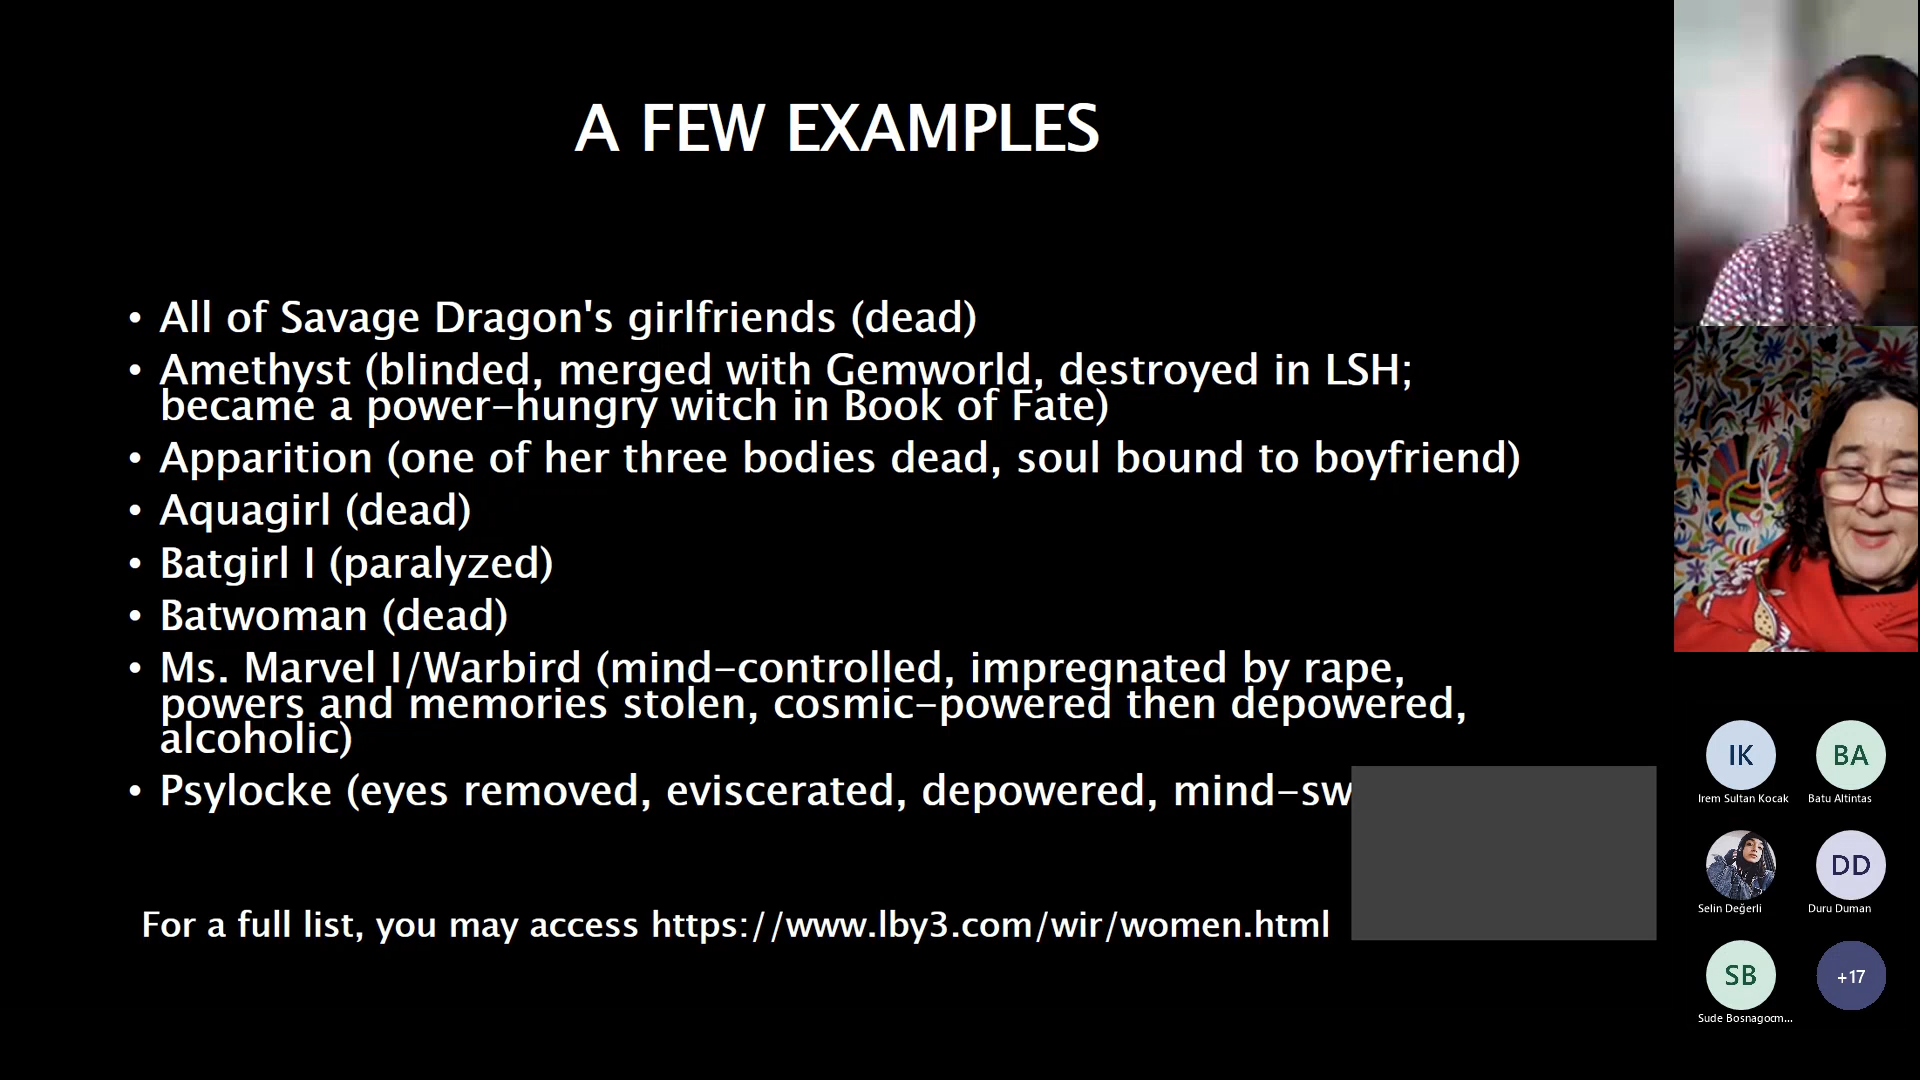 A FEW EXAMPLES
• All of Savage Dragon's girlfriends (dead)
• Amethyst (blinded, merged with Gemworld, destroyed in LSH;
became a power-hungry witch in Book of Fate)
• Apparition (one of her three bodies dead, soul bound to boyfriend)
• Aquagirl (dead)
• Batgirl I (paralyzed)
• Batwoman (dead)
• Ms. Marvel I/Warbird (mind-controlled, impregnated by rape,
powers and memories stolen, cosmic-powered then depowered,
alcoholic)
• Psylocke (eyes removed, eviscerated, depowered, mind-sw
For a full list, you may access https://www.lby3.com/wir/women.html
IK
BA
Irem Sultan Kocak
Batu Altintas
DD
Selin Değerli
Duru Duman
SB
+17
Sude Bosnagocm...